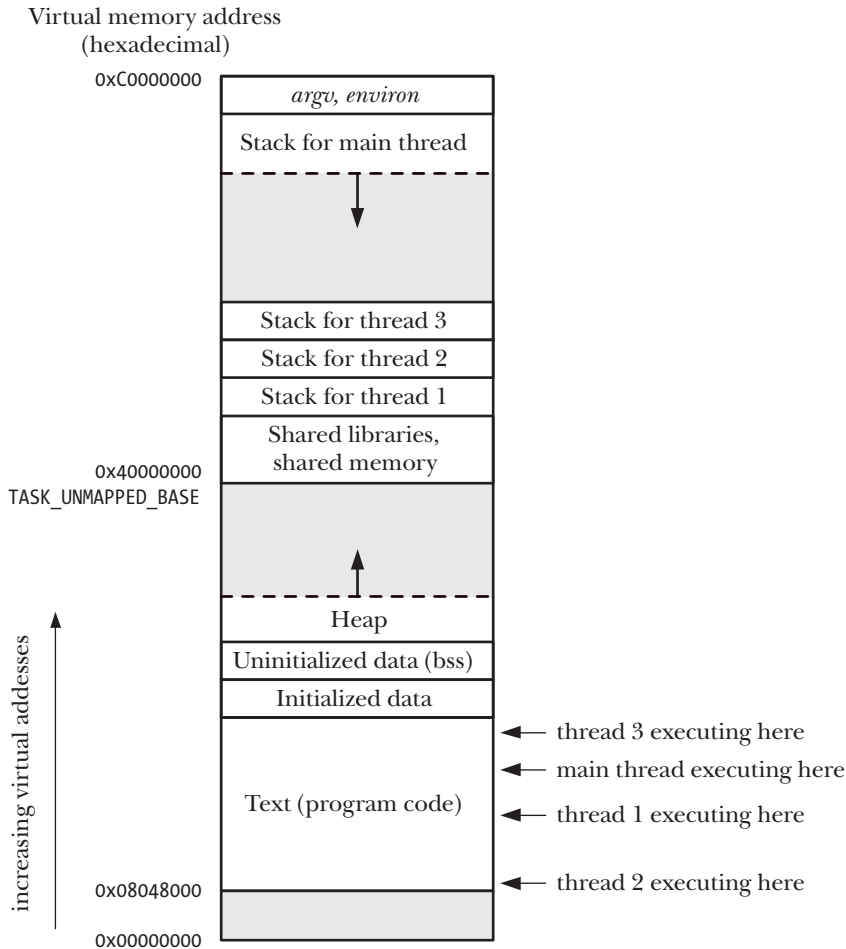 Virtual memory address
(hexadecimal)
0xC0000000
argv, environ
Stack for main thread
Stack for thread 3
Stack for thread 2
Stack for thread 1
Shared libraries,
shared memory
0x40000000
TASK_UNMAPPED_BASE
Heap
Uninitialized data (bss)
Initialized data
increasing virtual addesses
thread 3 executing here
main thread executing here
Text (program code)
thread 1 executing here
thread 2 executing here
0x08048000
0x00000000